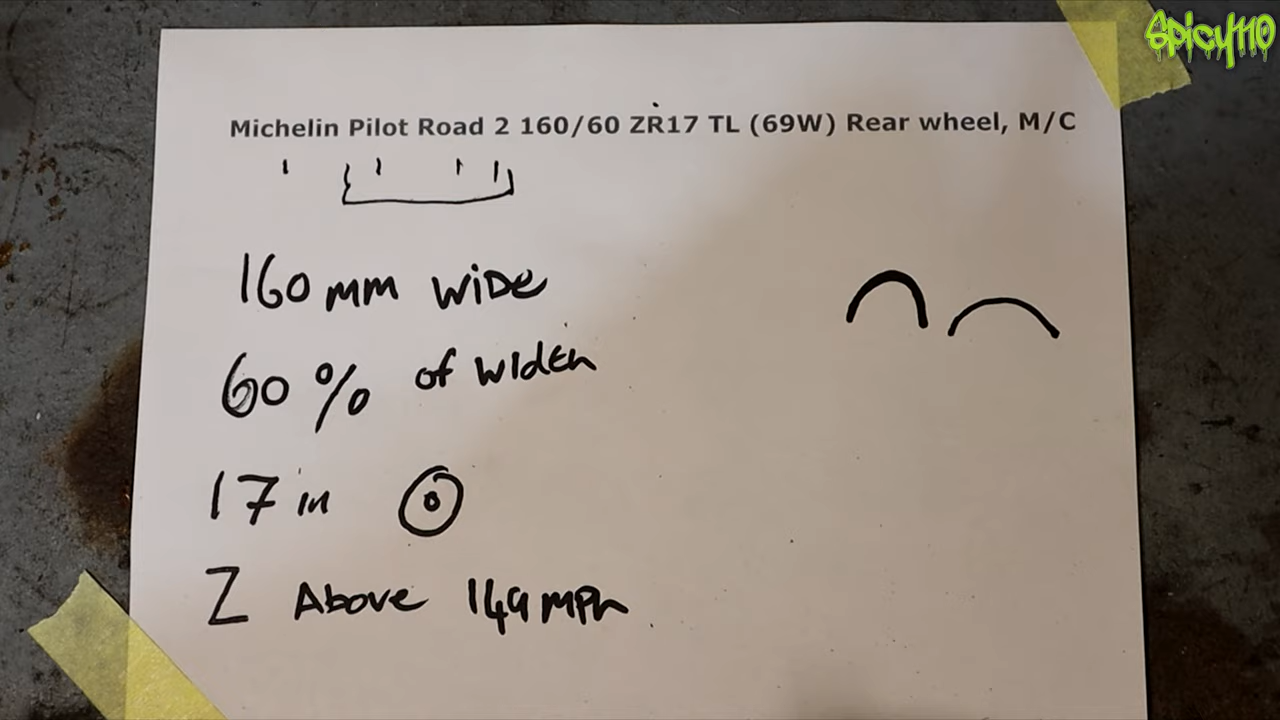 Spicy110
Michelin Pilot Road 2 160/60 ZR17 TL (69W) Rear wheel, M/C
160 mm wide
60 % of width
17 in
Z Above 149 mph